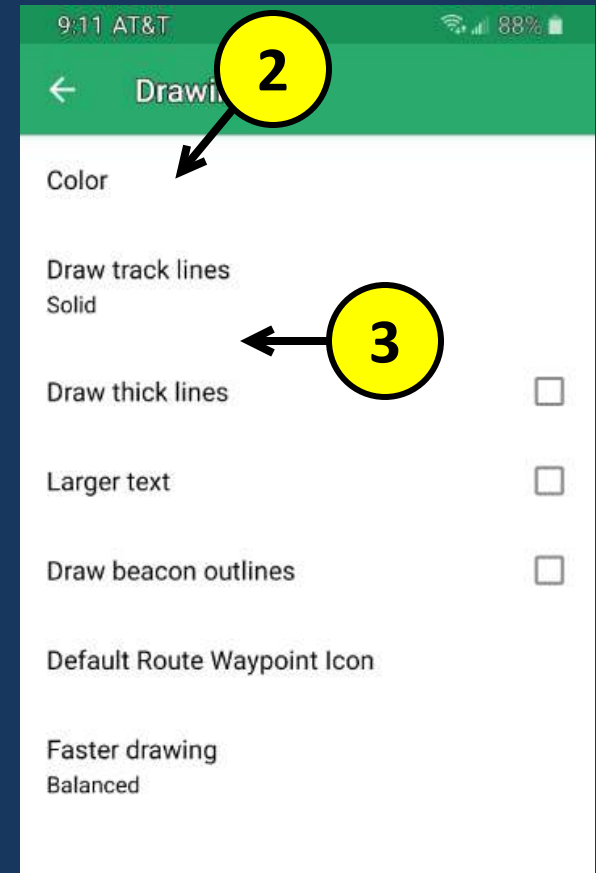 9:11 AT&T 88%
2
Drawi
Color
Draw track lines
Solid
3
Draw thick lines
Larger text
Draw beacon outlines
Default Route Waypoint Icon
Faster drawing
Balanced